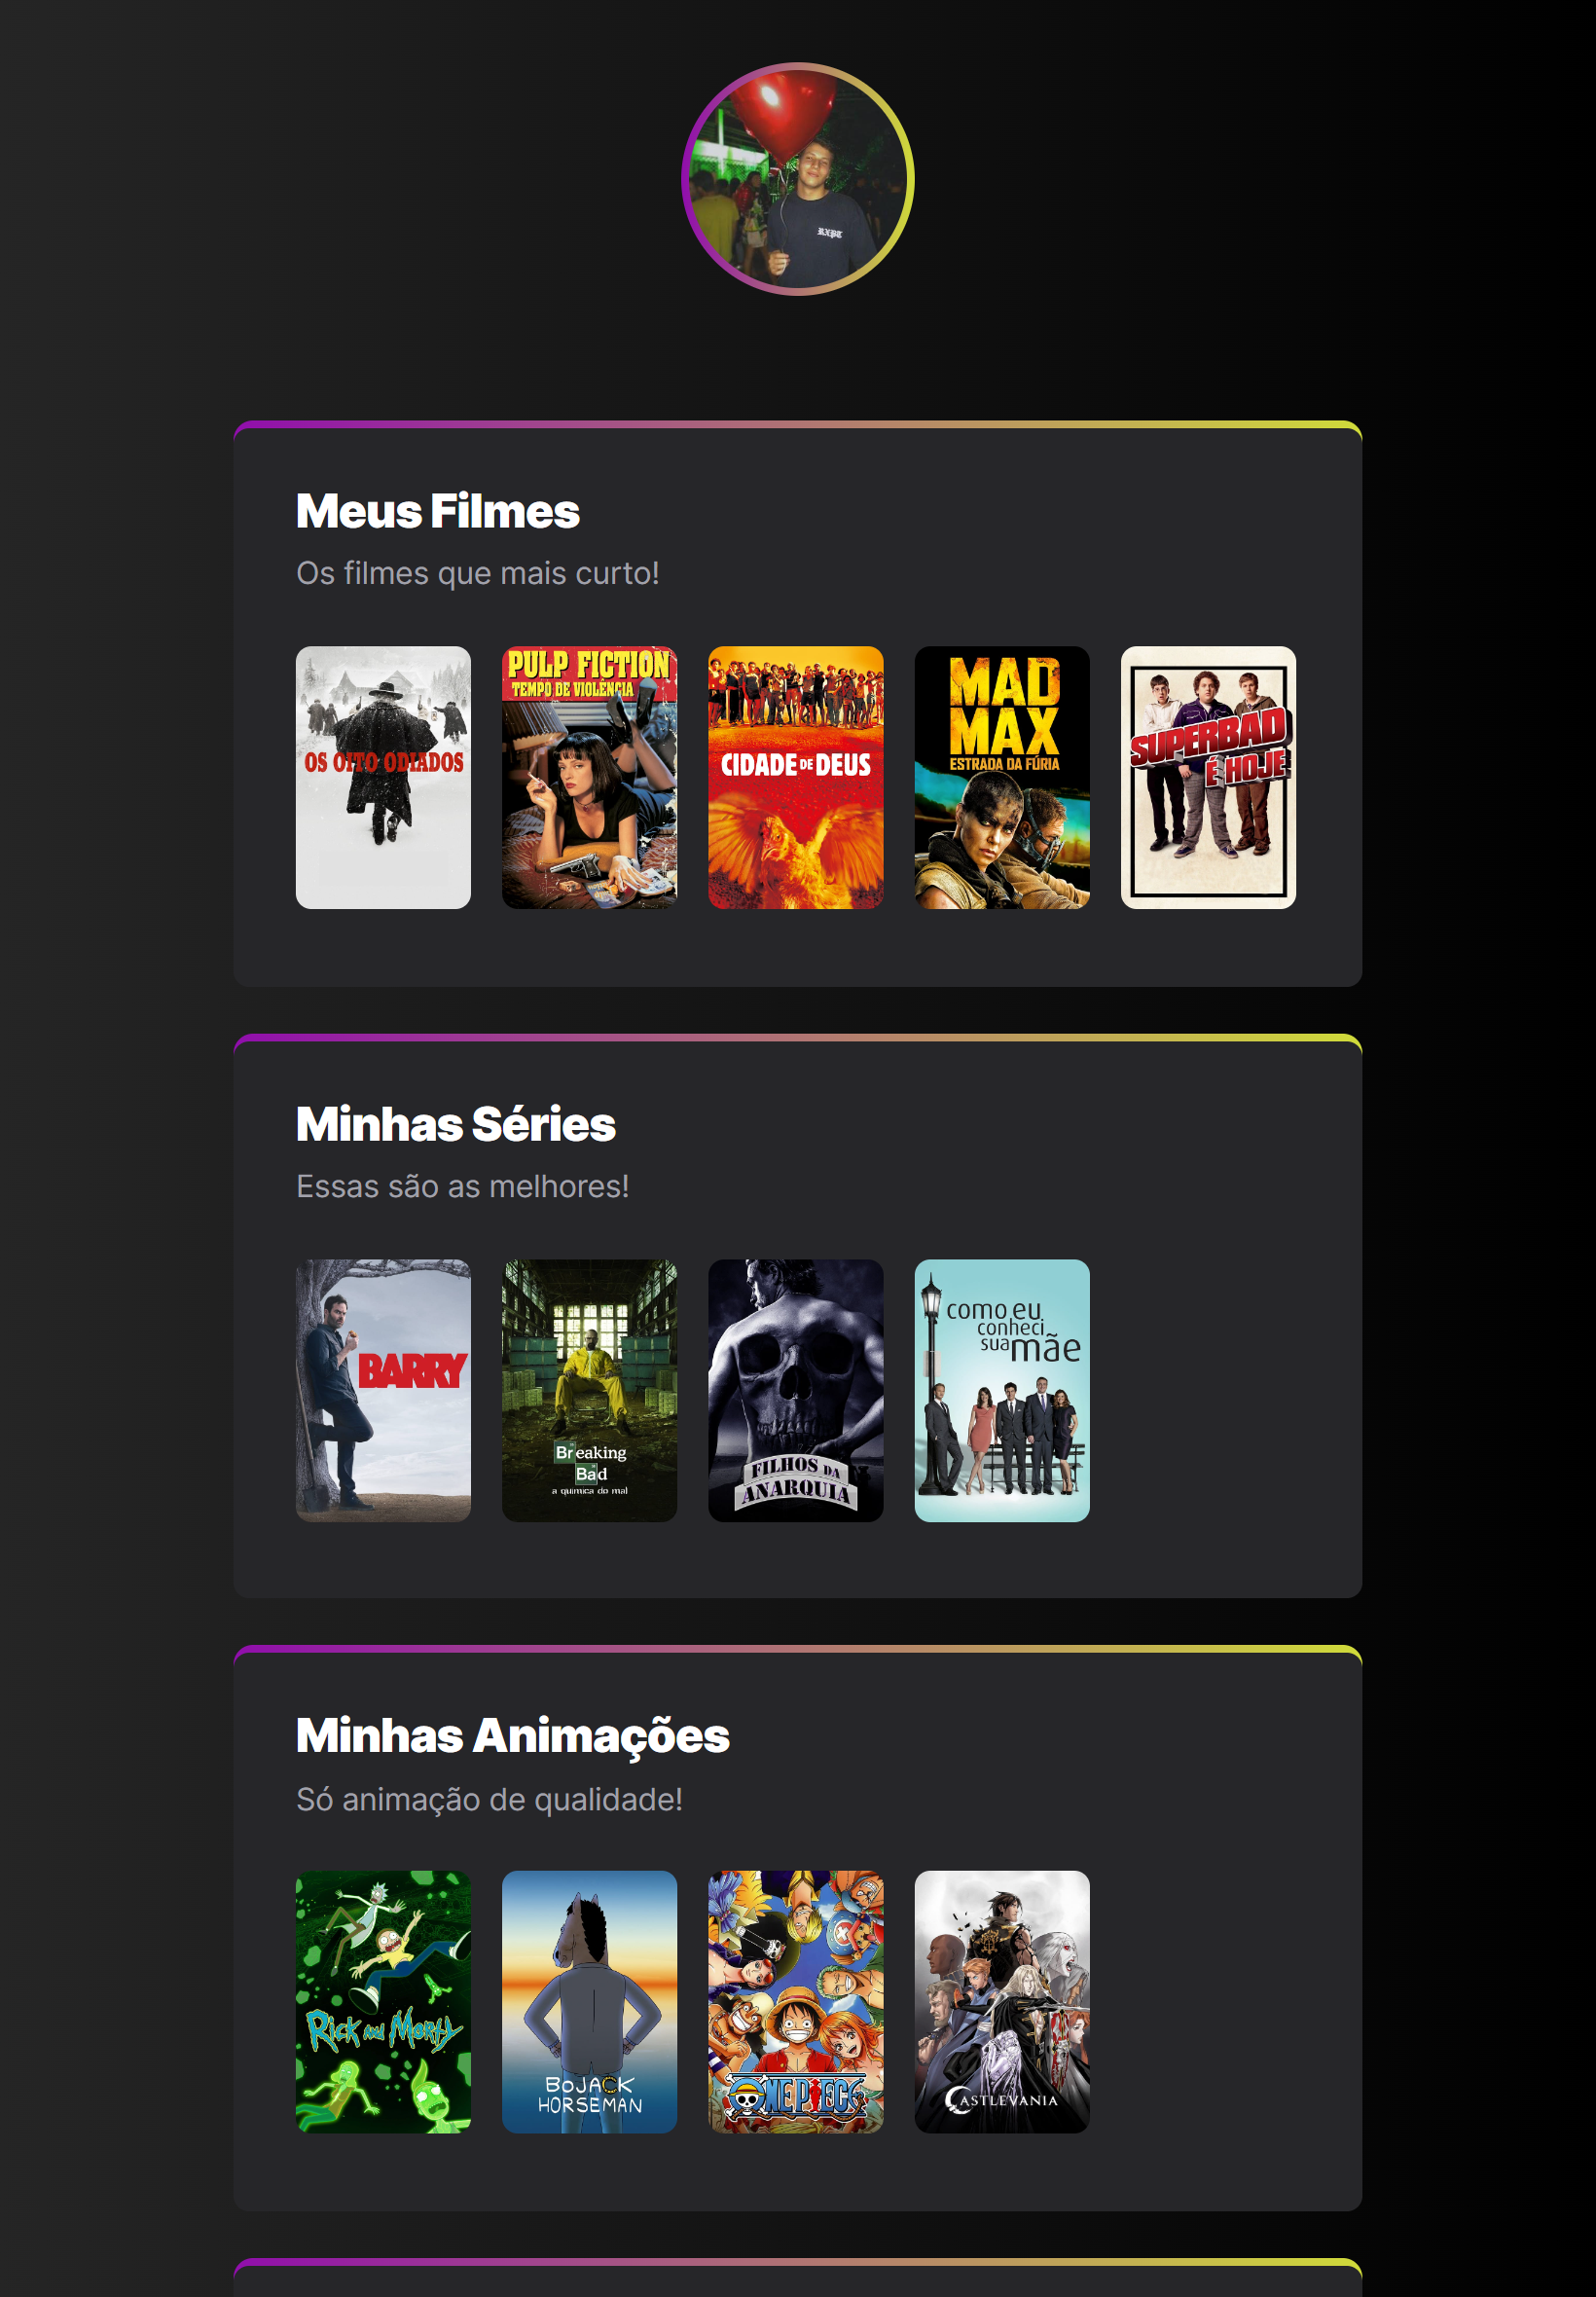 RXPT
Meus Filmes
Os filmes que mais curto!
OS OITO ODIADOS
PULP FICTION
TEMPO DE VIOLÊNCIA
CIDADE DE DEUS
MAD
MAX
ESTRADA DA FÚRIA
SUPERBAD
É HOJE
Minhas Séries
Essas são as melhores!
BARRY
Breaking
Bad
a química do mal
FILHOS DA
ANARQUIA
como eu
conheci
sua mãe
Minhas Animações
Só animação de qualidade!
Rick and Morty
BoJACK
HORSEMAN
ONE PIECE
CASTLEVANIA